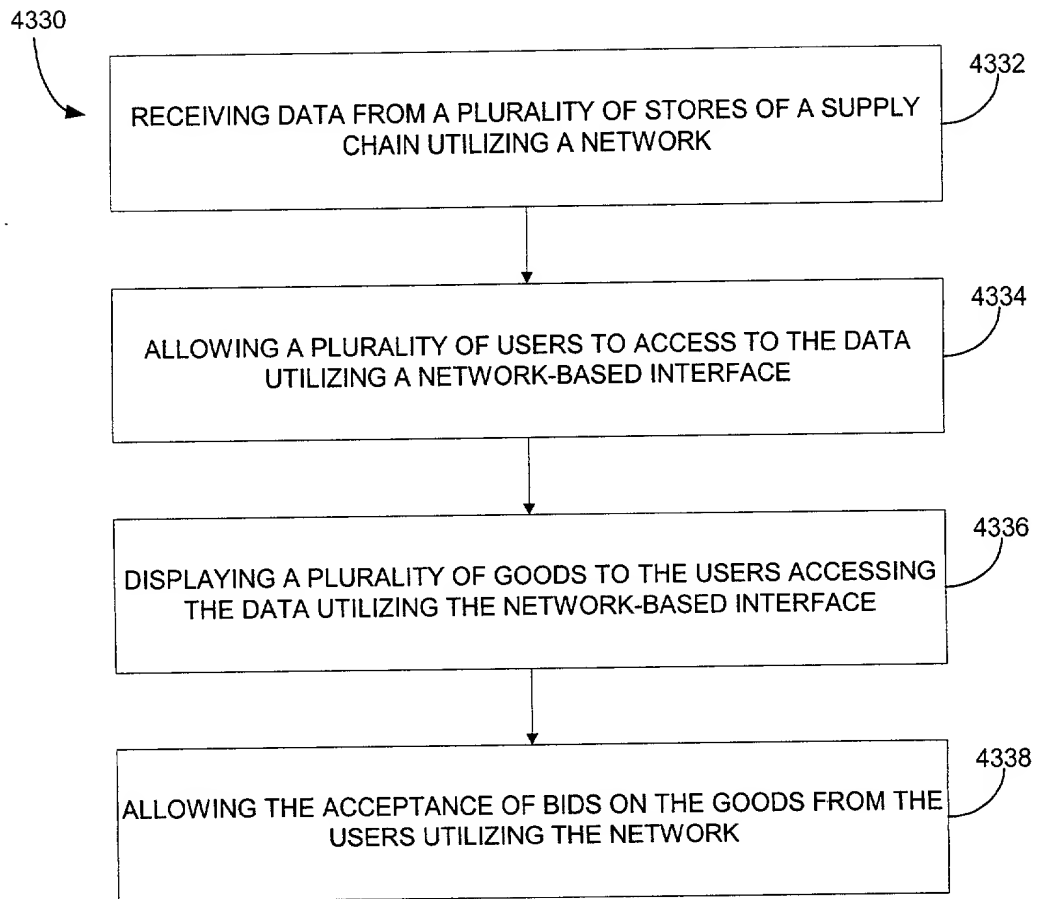 4330
4332
RECEIVING DATA FROM A PLURALITY OF STORES OF A SUPPLY
CHAIN UTILIZING A NETWORK
4334
ALLOWING A PLURALITY OF USERS TO ACCESS TO THE DATA
UTILIZING A NETWORK-BASED INTERFACE
4336
DISPLAYING A PLURALITY OF GOODS TO THE USERS ACCESSING
THE DATA UTILIZING THE NETWORK-BASED INTERFACE
4338
ALLOWING THE ACCEPTANCE OF BIDS ON THE GOODS FROM THE
USERS UTILIZING THE NETWORK